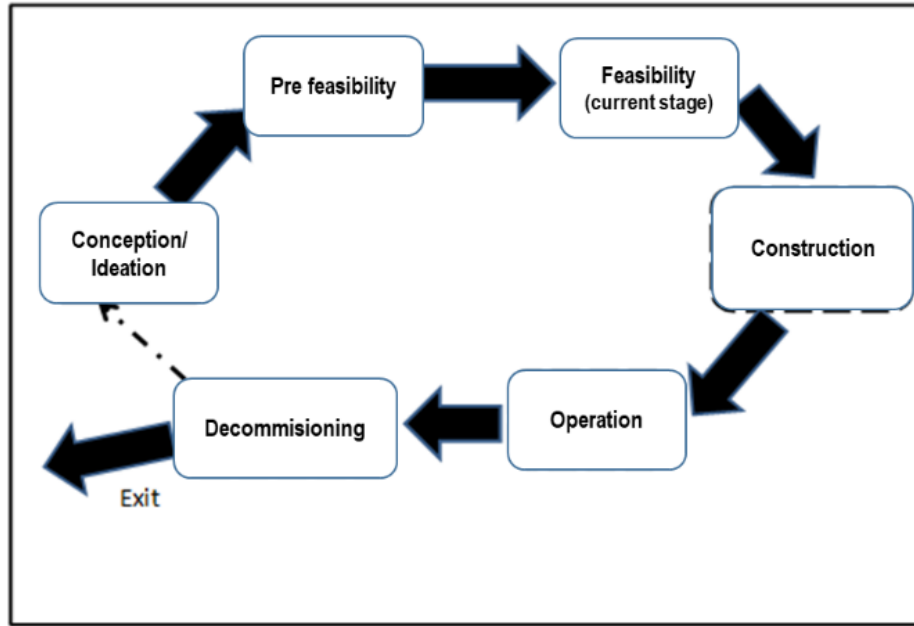 Pre feasibility
Feasibility
(current stage)
Conception/
Ideation
Construction
Operation
Decommisioning
Exit